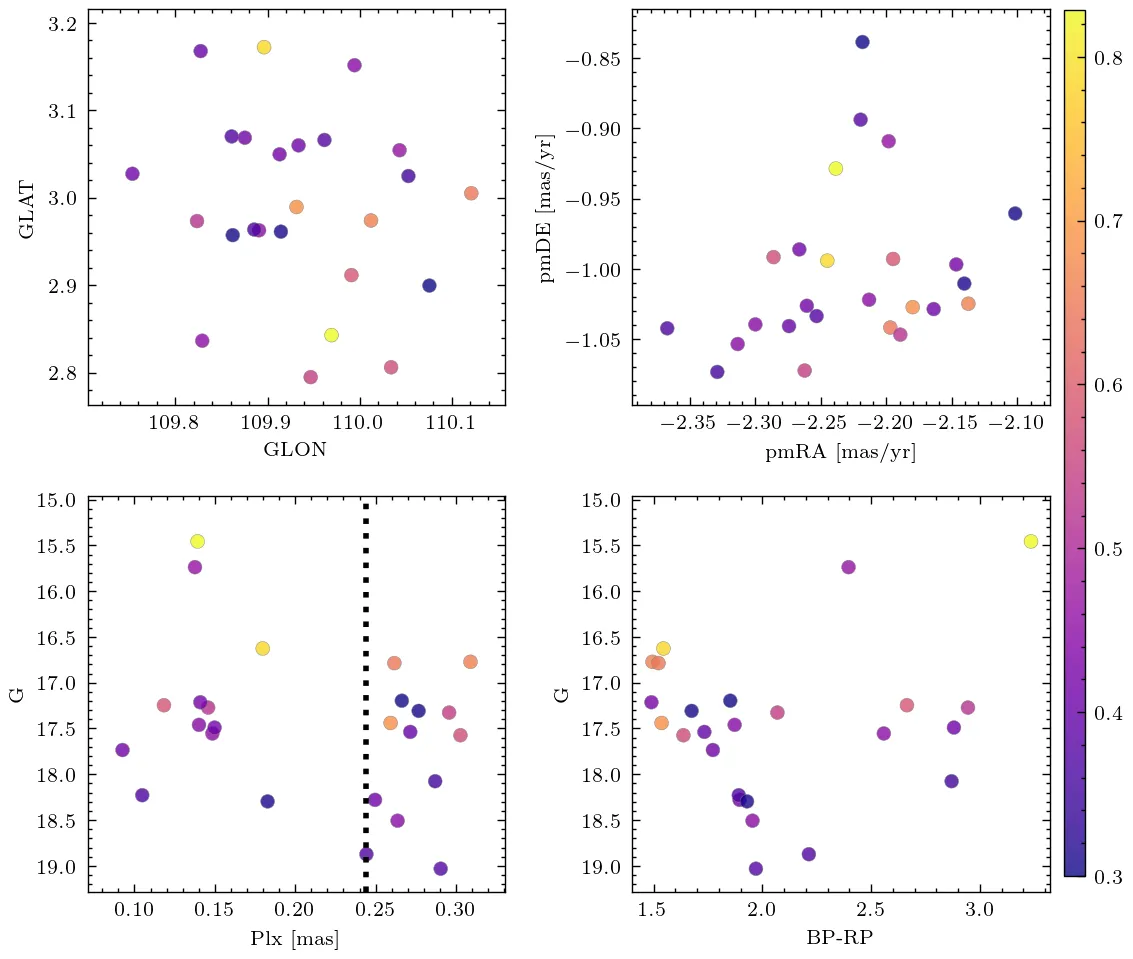 3.2
3.1
3.0
2.9
2.8
GLAT
109.8 109.9 110.0 110.1
GLON
−0.85
−0.90
−0.95
−1.00
−1.05
pmDE [mas/yr]
−2.35 −2.30 −2.25 −2.20 −2.15 −2.10
pmRA [mas/yr]
0.8
0.7
0.6
0.5
0.4
0.3
15.0
15.5
16.0
16.5
17.0
17.5
18.0
18.5
19.0
G
0.10 0.15 0.20 0.25 0.30
Plx [mas]
15.0
15.5
16.0
16.5
17.0
17.5
18.0
18.5
19.0
G
1.5 2.0 2.5 3.0
BP-RP